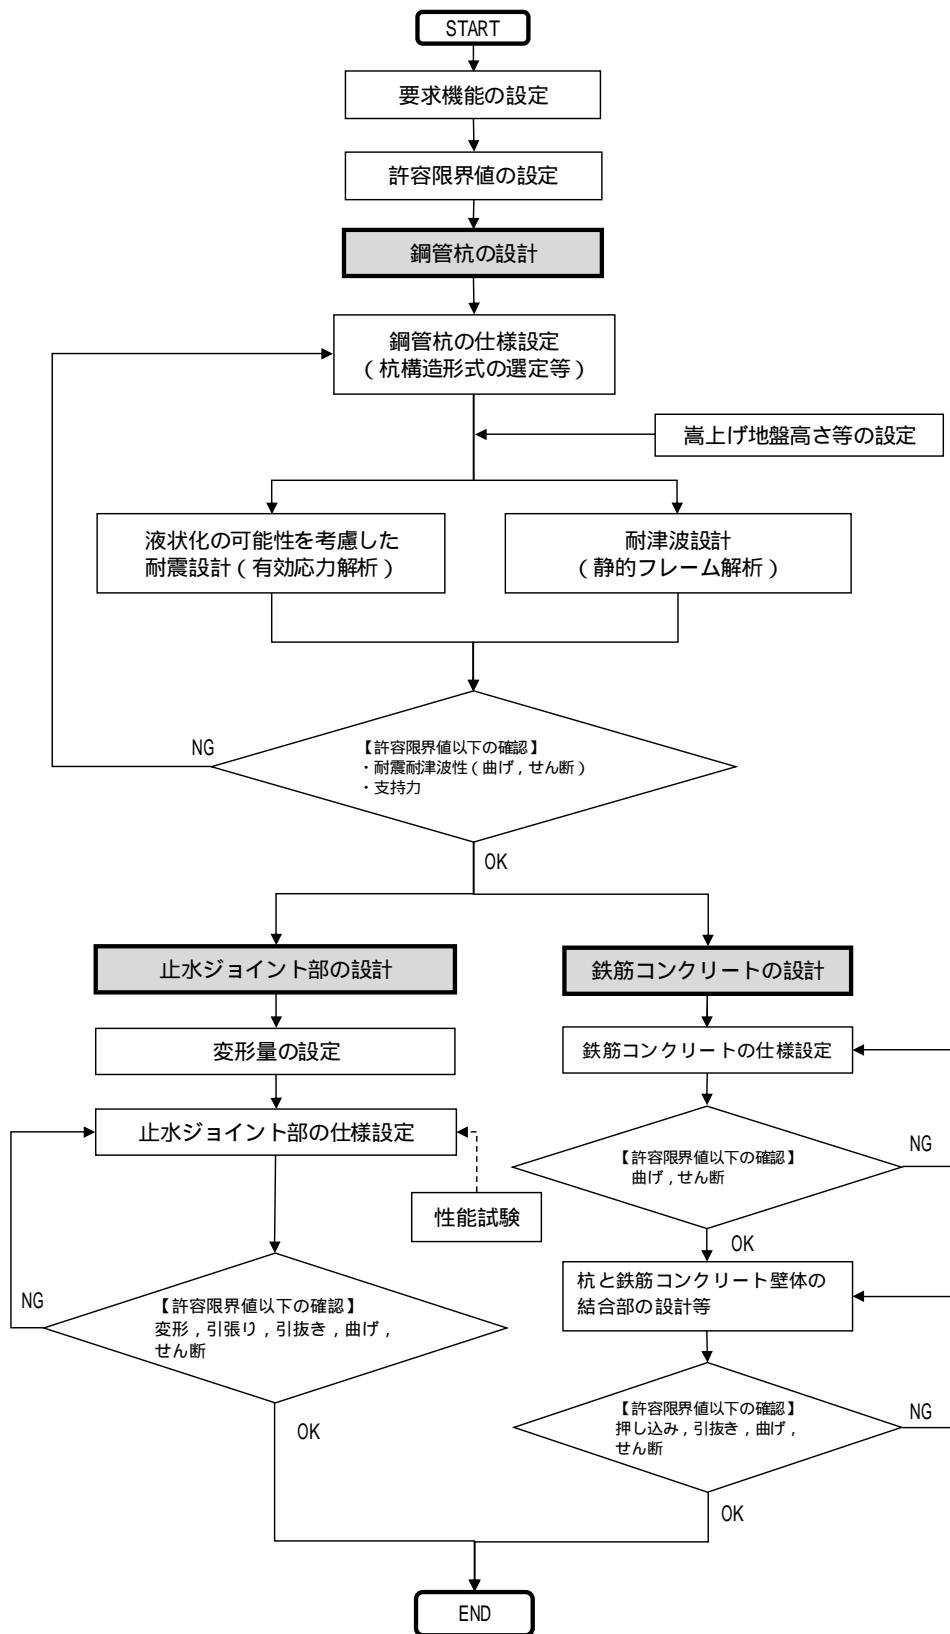 START
要求機能の設定
許容限界値の設定
鋼管杭の設計
鋼管杭の仕様設定
(杭構造形式の選定等)
嵩上げ地盤高さ等の設定
液状化の可能性を考慮した
耐震設計(有効応力解析)
耐津波設計
(静的フレーム解析)
NG
【許容限界値以下の確認】
・耐震耐津波性(曲げ,せん断)
・支持力
OK
止水ジョイント部の設計
変形量の設定
止水ジョイント部の仕様設定
性能試験
NG
【許容限界値以下の確認】
変形,引張り,引抜き,曲げ,
せん断
OK
鉄筋コンクリートの設計
鉄筋コンクリートの仕様設定
【許容限界値以下の確認】
曲げ,せん断
NG
OK
杭と鉄筋コンクリート壁体の
結合部の設計等
【許容限界値以下の確認】
押し込み,引抜き,曲げ,
せん断
NG
OK
END